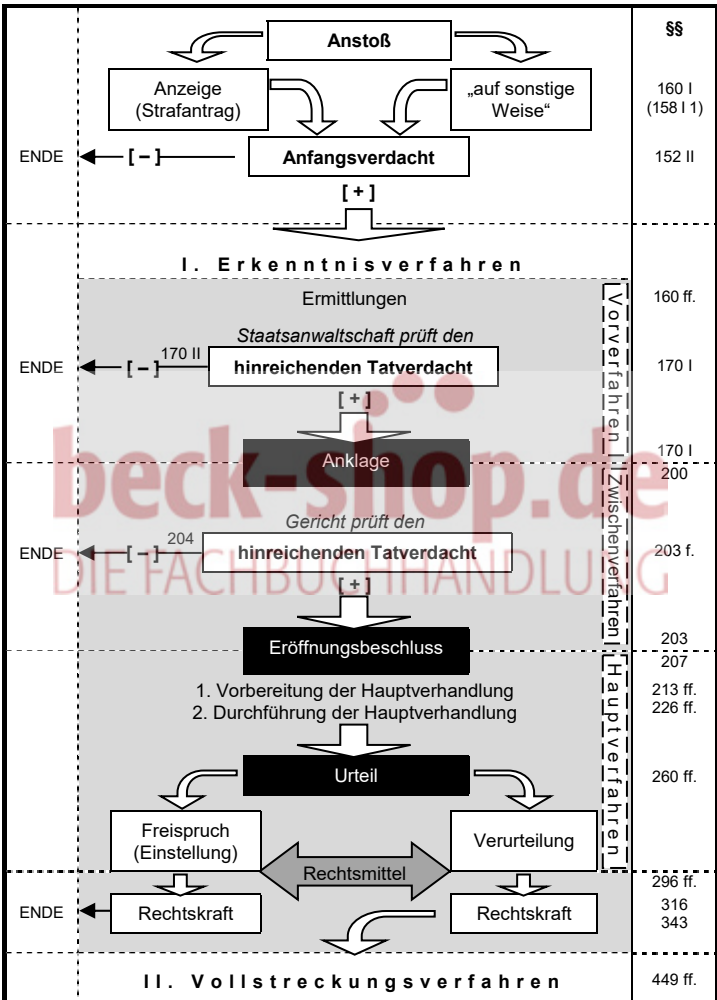 §§
Anstoß
Anzeige
(Strafantrag)
„auf sonstige
Weise“
160 I
(158 I 1)
ENDE
[ – ]
Anfangsverdacht
152 II
[ + ]
I. Erkenntnisverfahren
Ermittlungen
160 ff.
Vorverfahren
Staatsanwaltschaft prüft den
ENDE
[ – ]
170 II
hinreichenden Tatverdacht
170 I
[ + ]
170 I
Anklage
200
beck-shop.de
DIE FACHBUCHHANDLUNG
Zwischenverfahren
Gericht prüft den
ENDE
[ – ]
204
hinreichenden Tatverdacht
203 f.
[ + ]
203
Eröffnungsbeschluss
207
Hauptverfahren
1. Vorbereitung der Hauptverhandlung
213 ff.
2. Durchführung der Hauptverhandlung
226 ff.
Urteil
260 ff.
Freispruch
(Einstellung)
Rechtsmittel
Verurteilung
296 ff.
ENDE
Rechtskraft
Rechtskraft
316
343
II. Vollstreckungsverfahren
449 ff.